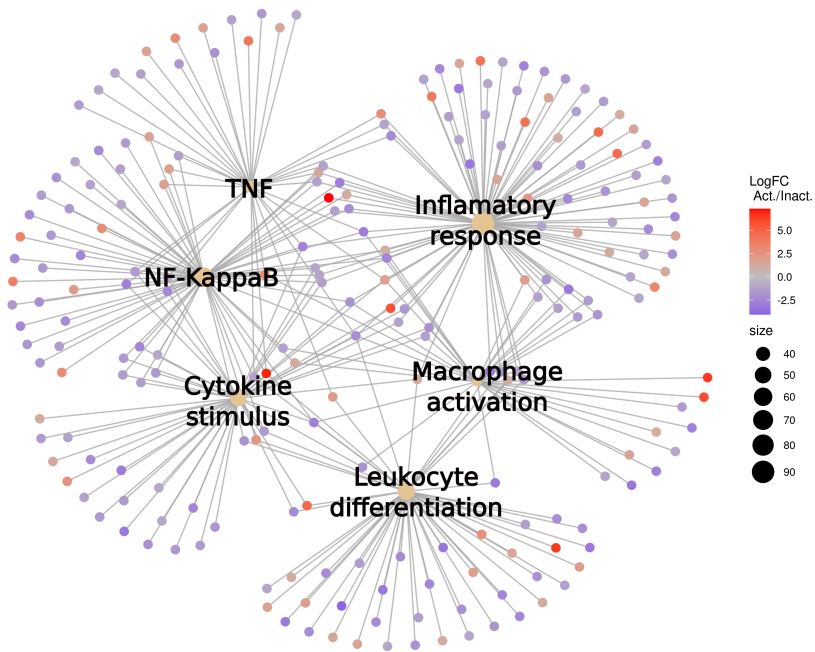 TNF
Inflamatory
response
NF-KappaB
Cytokine
stimulus
Macrophage
activation
Leukocyte
differentiation
LogFC
Act./Inact.
5.0
2.5
0.0
-2.5
size
40
50
60
70
80
90